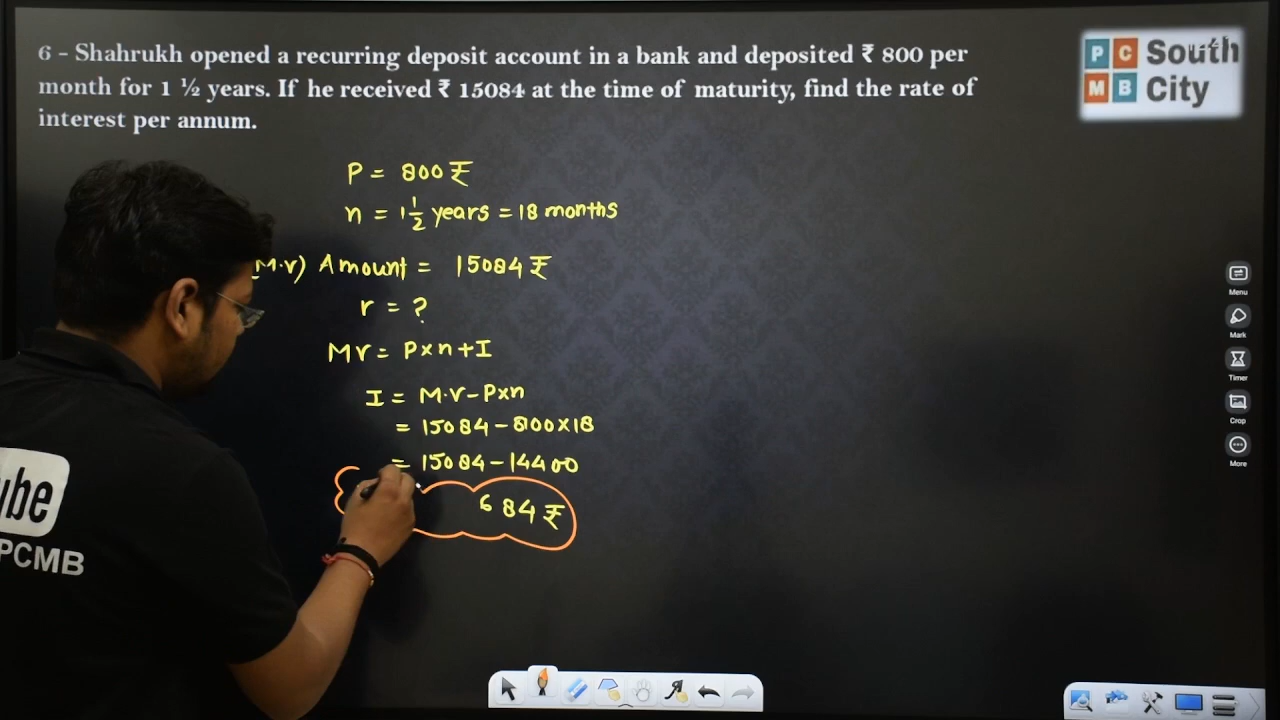 6 - Shahrukh opened a recurring deposit account in a bank and deposited ₹ 800 per
month for 1 ½ years. If he received ₹ 15084 at the time of maturity, find the rate of
interest per annum.
P C South
M B City
P = 800 ₹
n = 1 1/2 years = 18 months
(M.V) Amount = 15084 ₹
r = ?
MV = P×n+I
I = M.V-P×n
= 15084-800×18
= 15084-14400
684 ₹
Menu
Mark
Timer
Crop
More
PCMB